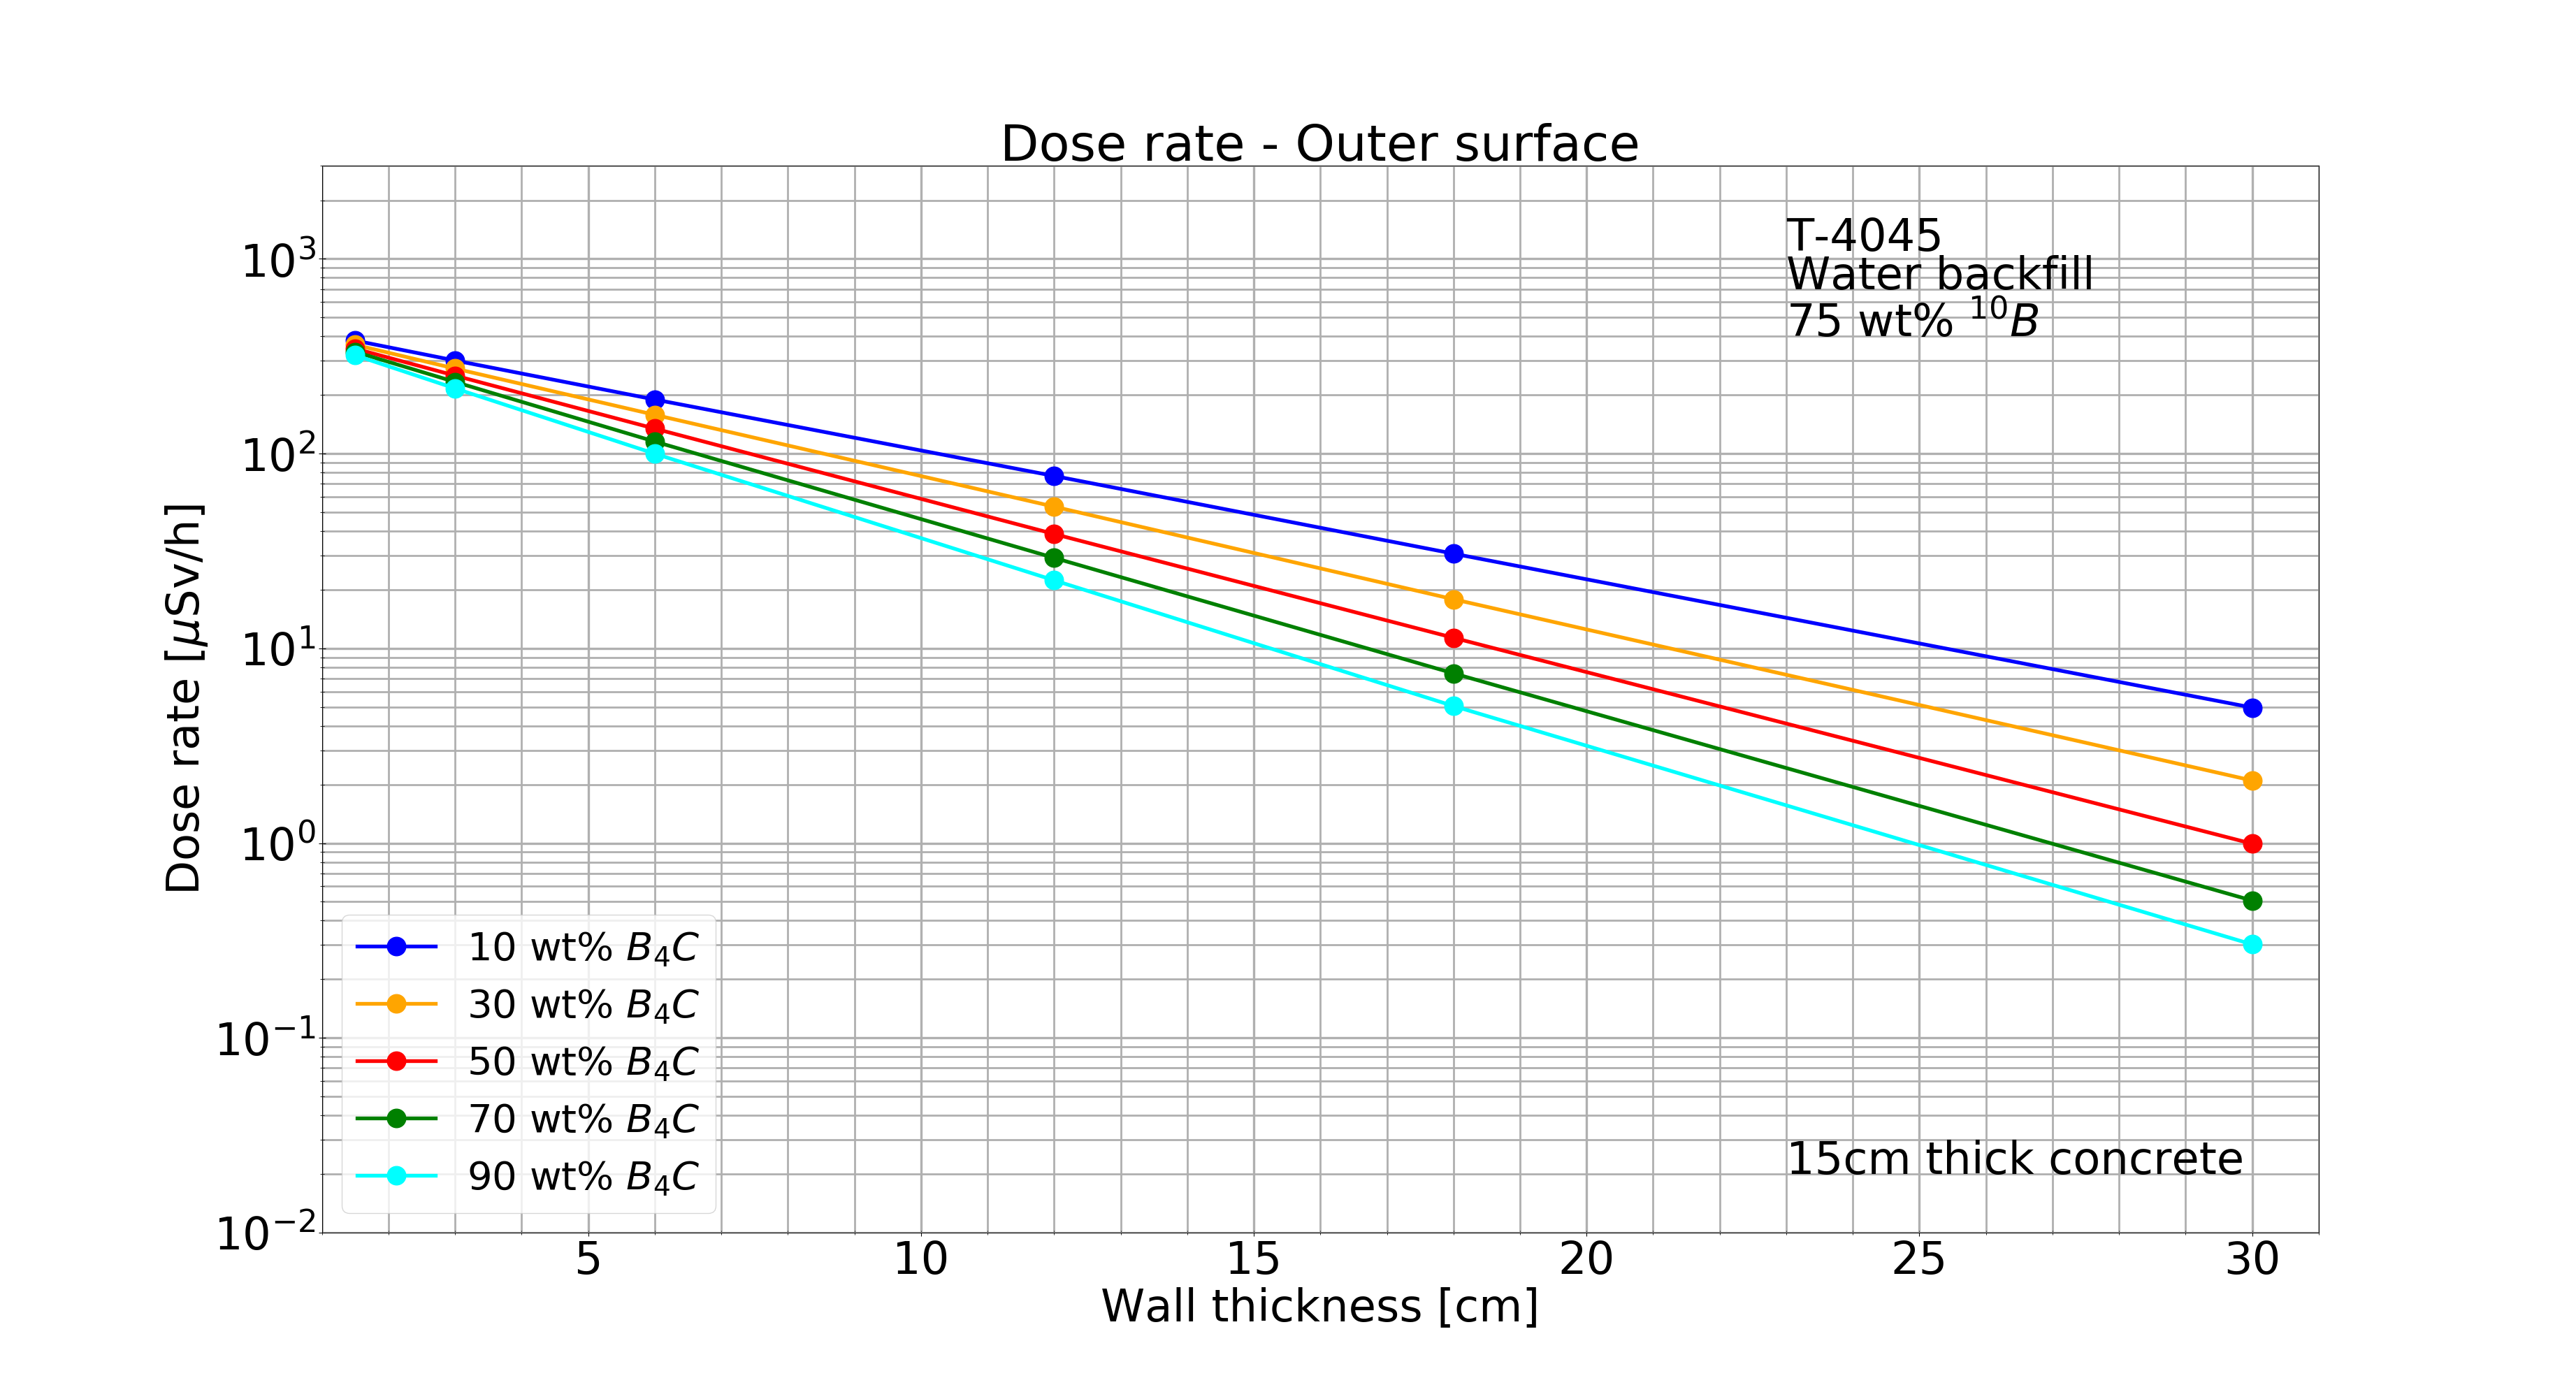 Dose rate - Outer surface
T-4045
Water backfill
75 wt% ¹⁰B
Dose rate [μSv/h]
10³
10²
10¹
10⁰
10⁻¹
10⁻²
10 wt% B₄C
30 wt% B₄C
50 wt% B₄C
70 wt% B₄C
90 wt% B₄C
15cm thick concrete
5 10 15 20 25 30
Wall thickness [cm]